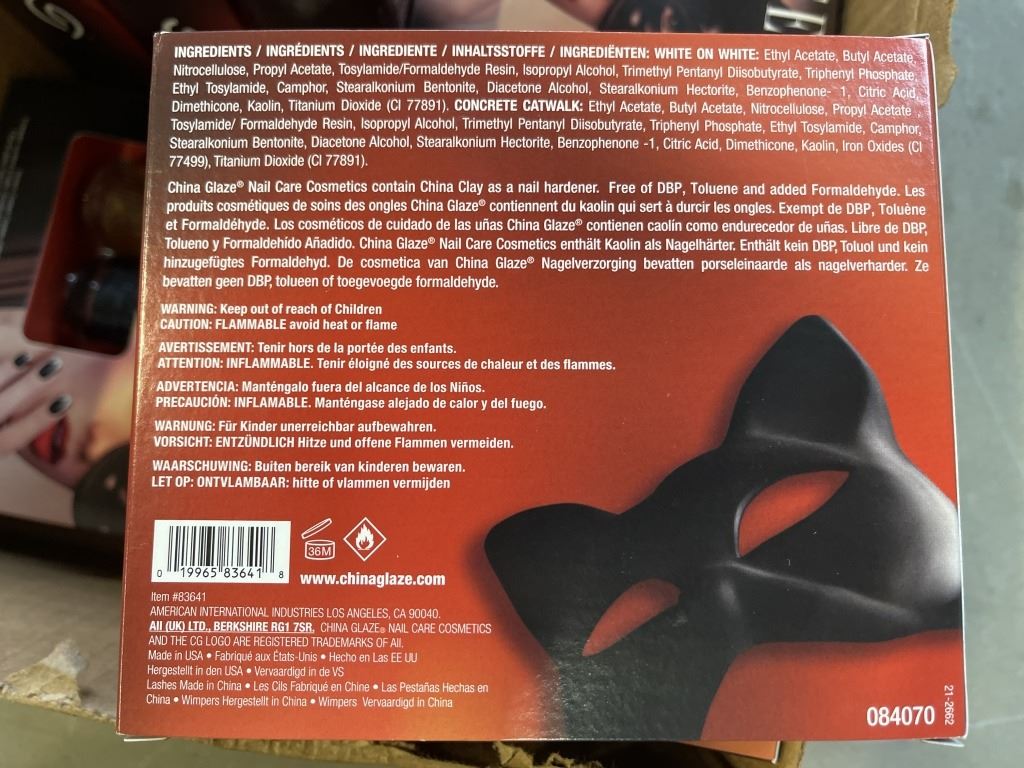 INGREDIENTS / INGRÉDIENTS / INGREDIENTE / INHALTSSTOFFE / INGREDIËNTEN: WHITE ON WHITE: Ethyl Acetate, Butyl Acetate,
Nitrocellulose, Propyl Acetate, Tosylamide/Formaldehyde Resin, Isopropyl Alcohol, Trimethyl Pentanyl Diisobutyrate, Triphenyl Phosphate,
Ethyl Tosylamide, Camphor, Stearalkonium Bentonite, Diacetone Alcohol, Stearalkonium Hectorite, Benzophenone- 1, Citric Acid,
Dimethicone, Kaolin, Titanium Dioxide (CI 77891). CONCRETE CATWALK: Ethyl Acetate, Butyl Acetate, Nitrocellulose, Propyl Acetate
Tosylamide/ Formaldehyde Resin, Isopropyl Alcohol, Trimethyl Pentanyl Diisobutyrate, Triphenyl Phosphate, Ethyl Tosylamide, Camphor,
Stearalkonium Bentonite, Diacetone Alcohol, Stearalkonium Hectorite, Benzophenone -1, Citric Acid, Dimethicone, Kaolin, Iron Oxides (CI
77499), Titanium Dioxide (CI 77891).
China Glaze® Nail Care Cosmetics contain China Clay as a nail hardener. Free of DBP, Toluene and added Formaldehyde. Les
produits cosmétiques de soins des ongles China Glaze® contiennent du kaolin qui sert à durcir les ongles. Exempt de DBP, Toluène
et Formaldéhyde. Los cosméticos de cuidado de las uñas China Glaze® contienen caolín como endurecedor de uñas. Libre de DBP,
Tolueno y Formaldehído Añadido. China Glaze® Nail Care Cosmetics enthält Kaolin als Nagelhärter. Enthält kein DBP, Toluol und kein
hinzugefügtes Formaldehyd. De cosmetica van China Glaze® Nagelverzorging bevatten porseleinaarde als nagelverharder. Ze
bevatten geen DBP, tolueen of toegevoegde formaldehyde.
WARNING: Keep out of reach of Children
CAUTION: FLAMMABLE avoid heat or flame
AVERTISSEMENT: Tenir hors de la portée des enfants.
ATTENTION: INFLAMMABLE. Tenir éloigné des sources de chaleur et des flammes.
ADVERTENCIA: Manténgalo fuera del alcance de los Niños.
PRECAUCIÓN: INFLAMABLE. Manténgase alejado de calor y del fuego.
WARNUNG: Für Kinder unerreichbar aufbewahren.
VORSICHT: ENTZÜNDLICH Hitze und offene Flammen vermeiden.
WAARSCHUWING: Buiten bereik van kinderen bewaren.
LET OP: ONTVLAMBAAR: hitte of vlammen vermijden
36M
0 19965 83641 8
www.chinaglaze.com
Item #83641
AMERICAN INTERNATIONAL INDUSTRIES LOS ANGELES, CA 90040.
AII (UK) LTD., BERKSHIRE RG1 7SR. CHINA GLAZE® NAIL CARE COSMETICS
AND THE CG LOGO ARE REGISTERED TRADEMARKS OF AII.
Made in USA • Fabriqué aux États-Unis • Hecho en Las EE UU
Hergestellt in den USA • Vervaardigd in de VS
Lashes Made in China • Les Cils Fabriqué en Chine • Las Pestañas Hechas en
China • Wimpers Hergestellt in China • Wimpers Vervaardigd in China
21-2662
084070